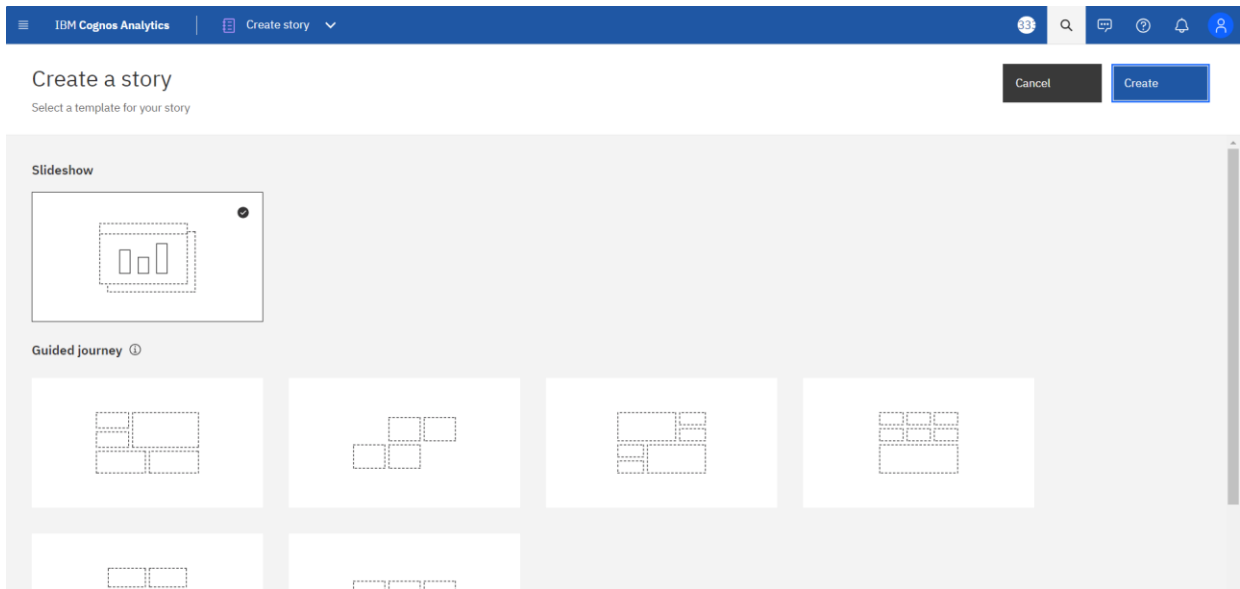 IBM Cognos Analytics
Create story
Create a story
Select a template for your story
Cancel
Create
Slideshow
Guided journey